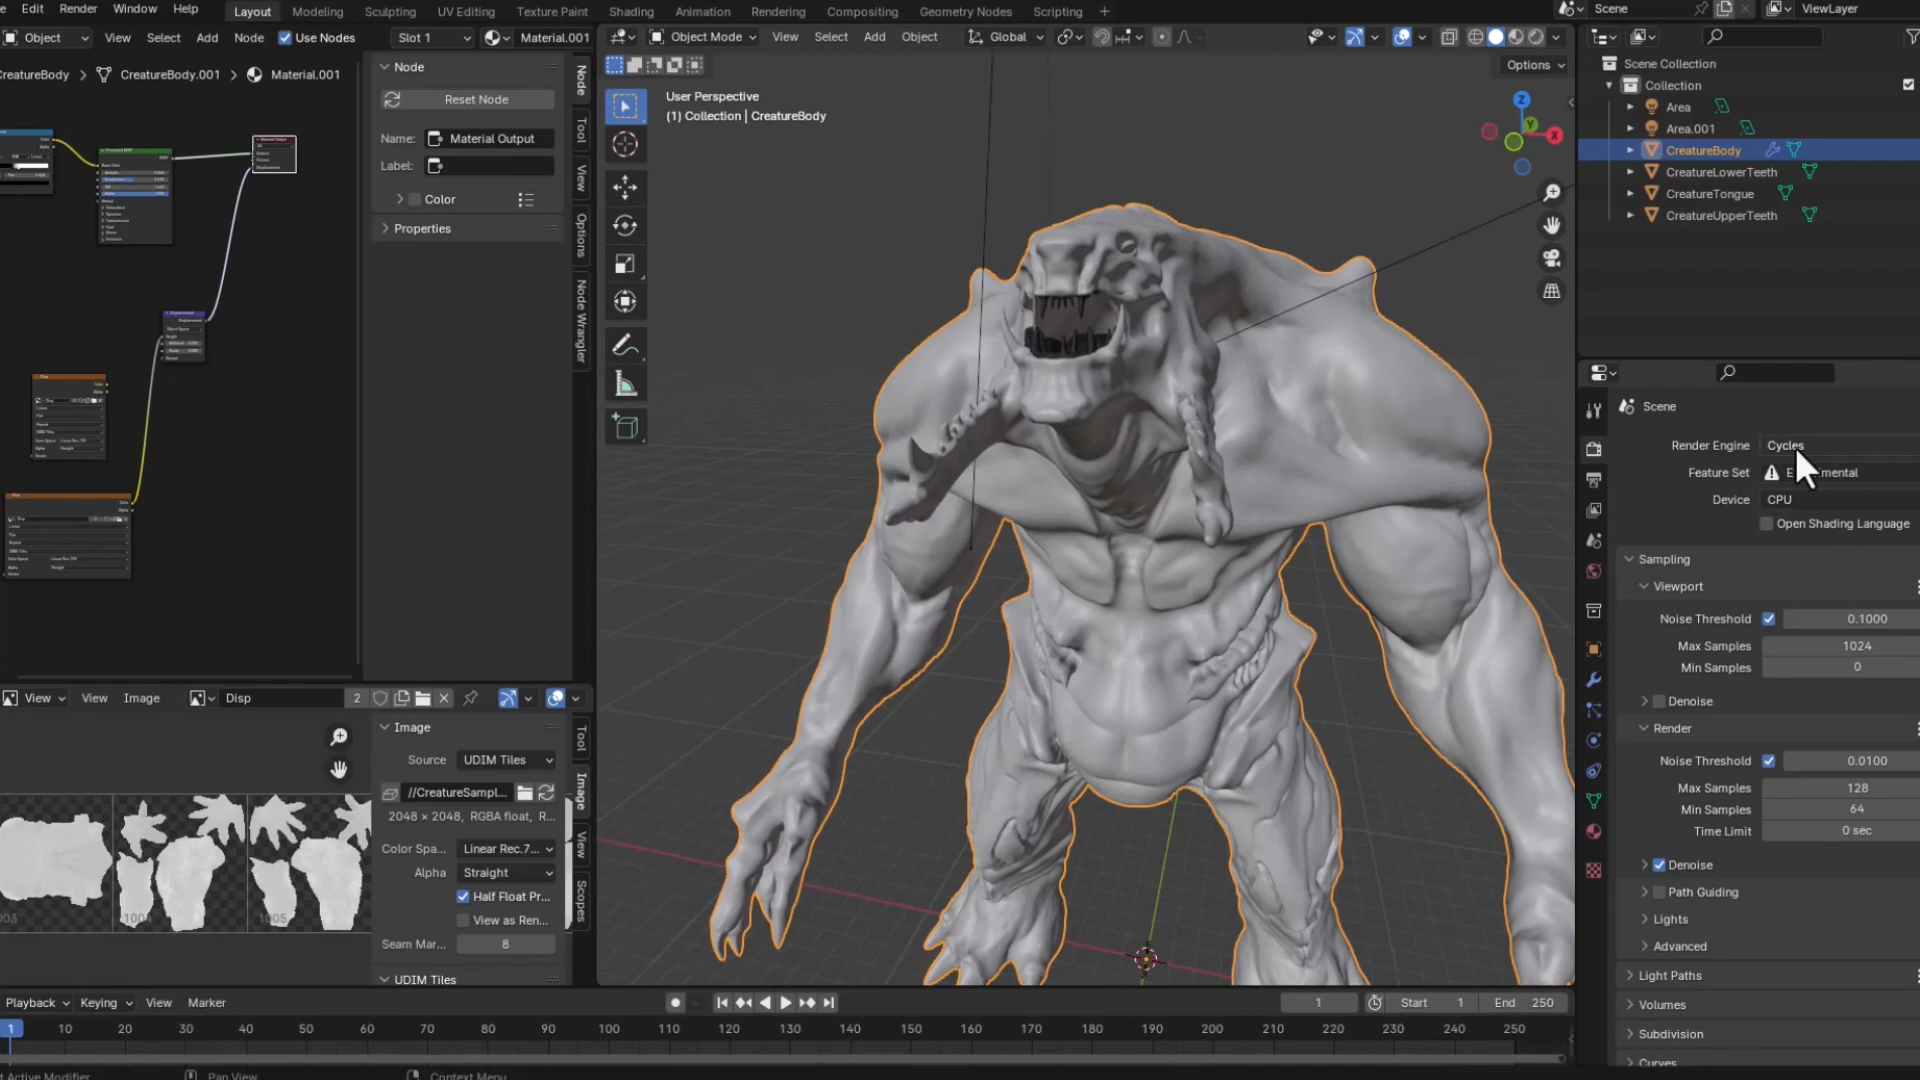 Edit Render Window Help Layout Modeling Sculpting UV Editing Texture Paint Shading Animation Rendering Compositing Geometry Nodes Scripting + Scene ViewLayer
Object View Select Add Node Use Nodes Slot 1 Material.001
Object Mode View Select Add Object Global
CreatureBody > CreatureBody.001 > Material.001
Node
Reset Node
Name: Material Output
Label:
Color
Properties
Node
Tool
View
Options
Node Wrangler
Options
User Perspective
(1) Collection | CreatureBody
Z
Y
X
Scene Collection
Collection
Area
Area.001
CreatureBody
CreatureLowerTeeth
CreatureTongue
CreatureUpperTeeth
Scene
Render Engine Cycles
Feature Set
Device CPU
Open Shading Language
Sampling
Viewport
Noise Threshold 0.1000
Max Samples 1024
Min Samples 0
Denoise
Render
Noise Threshold 0.0100
Max Samples 128
Min Samples 64
Time Limit 0 sec
Denoise
Path Guiding
Lights
Advanced
Light Paths
Volumes
Subdivision
Curves
View View Image Disp 2
Image
Source UDIM Tiles
//CreatureSampl...
2048 × 2048, RGBA float, R...
Color Spa... Linear Rec.7...
Alpha Straight
Half Float Pr...
View as Ren...
Seam Mar... 8
UDIM Tiles
Tool
Image
View
Scopes
1005
Playback Keying View Marker 1 Start 1 End 250
1 10 20 30 40 50 60 70 80 90 100 110 120 130 140 150 160 170 180 190 200 210 220 230 240 250
Active Modifier Pan View Context Menu